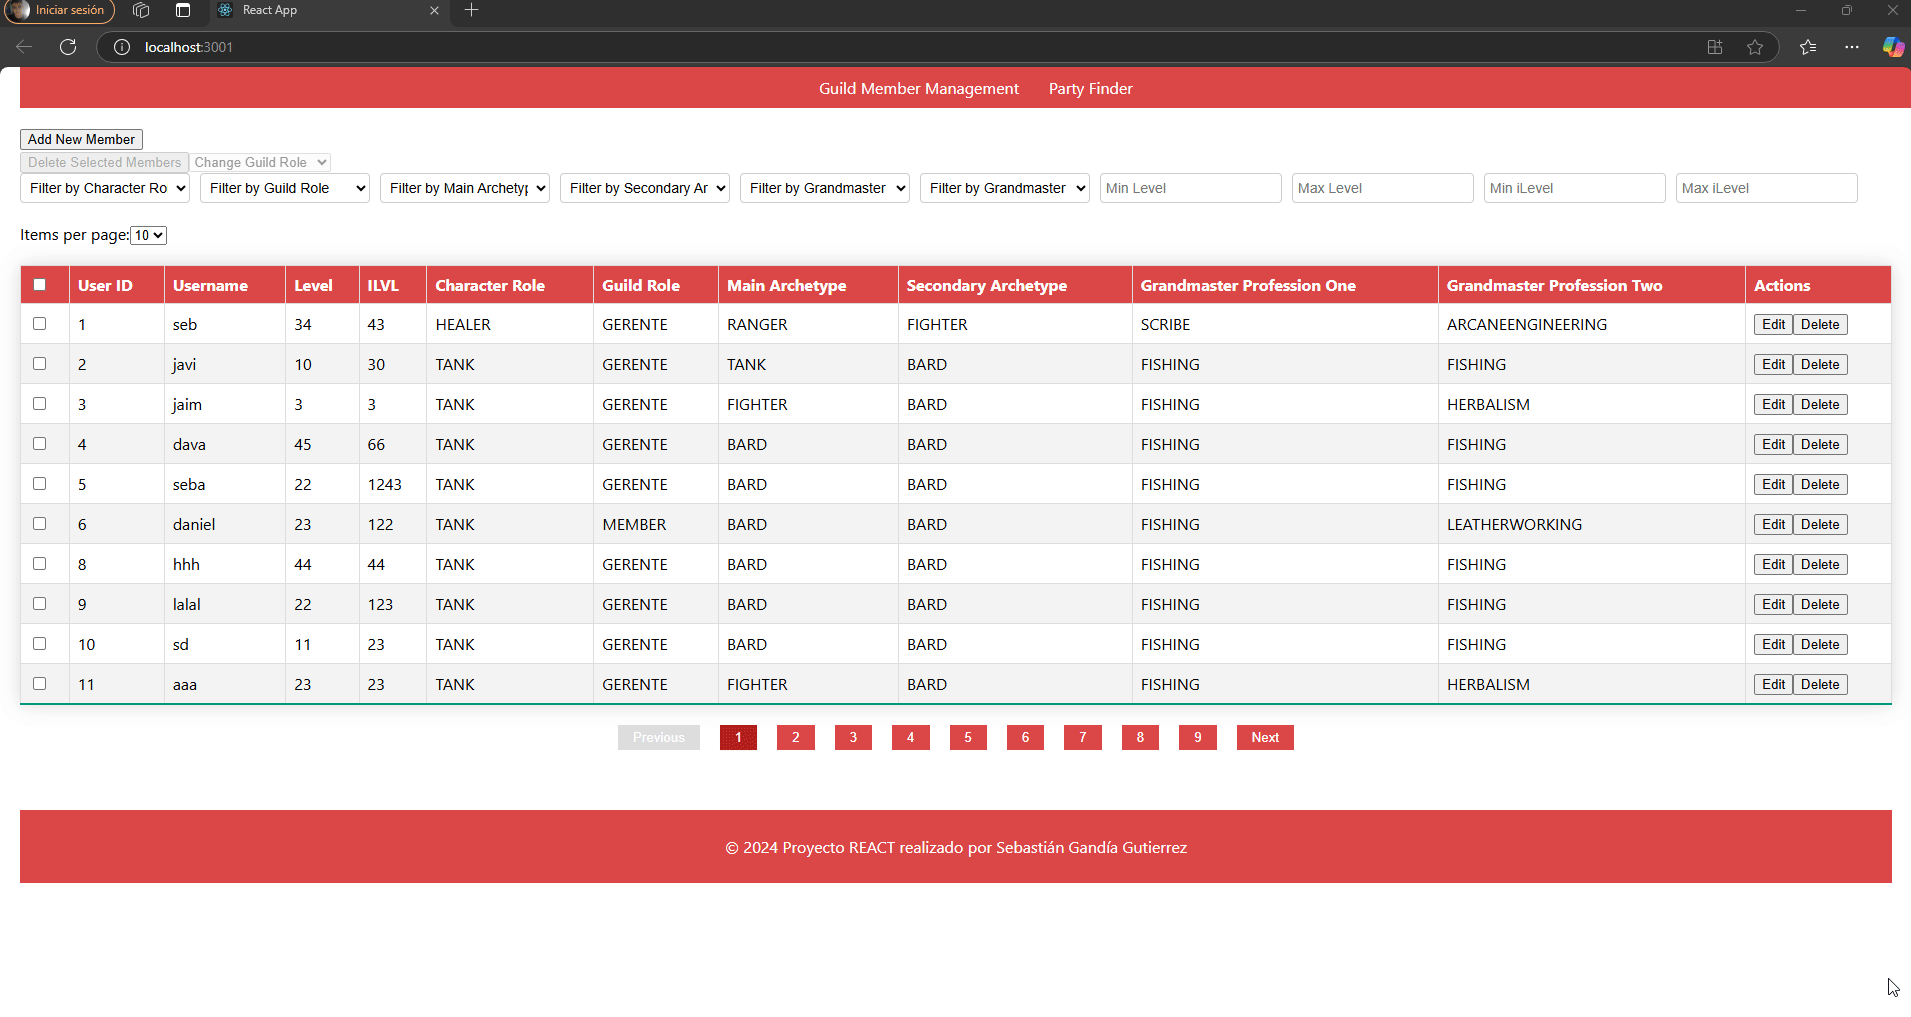 Iniciar sesión React App
localhost:3001
Guild Member Management Party Finder
Add New Member
Delete Selected Members Change Guild Role
Filter by Character Ro Filter by Guild Role Filter by Main Archety Filter by Secondary Ar Filter by Grandmaster Filter by Grandmaster Min Level Max Level Min iLevel Max iLevel
Items per page: 10
User ID Username Level ILVL Character Role Guild Role Main Archetype Secondary Archetype Grandmaster Profession One Grandmaster Profession Two Actions
1 seb 34 43 HEALER GERENTE RANGER FIGHTER SCRIBE ARCANEENGINEERING Edit Delete
2 javi 10 30 TANK GERENTE TANK BARD FISHING FISHING Edit Delete
3 jaim 3 3 TANK GERENTE FIGHTER BARD FISHING HERBALISM Edit Delete
4 dava 45 66 TANK GERENTE BARD BARD FISHING FISHING Edit Delete
5 seba 22 1243 TANK GERENTE BARD BARD FISHING FISHING Edit Delete
6 daniel 23 122 TANK MEMBER BARD BARD FISHING LEATHERWORKING Edit Delete
8 hhh 44 44 TANK GERENTE BARD BARD FISHING FISHING Edit Delete
9 lalal 22 123 TANK GERENTE BARD BARD FISHING FISHING Edit Delete
10 sd 11 23 TANK GERENTE BARD BARD FISHING FISHING Edit Delete
11 aaa 23 23 TANK GERENTE FIGHTER BARD FISHING HERBALISM Edit Delete
Previous 1 2 3 4 5 6 7 8 9 Next
© 2024 Proyecto REACT realizado por Sebastián Gandía Gutierrez